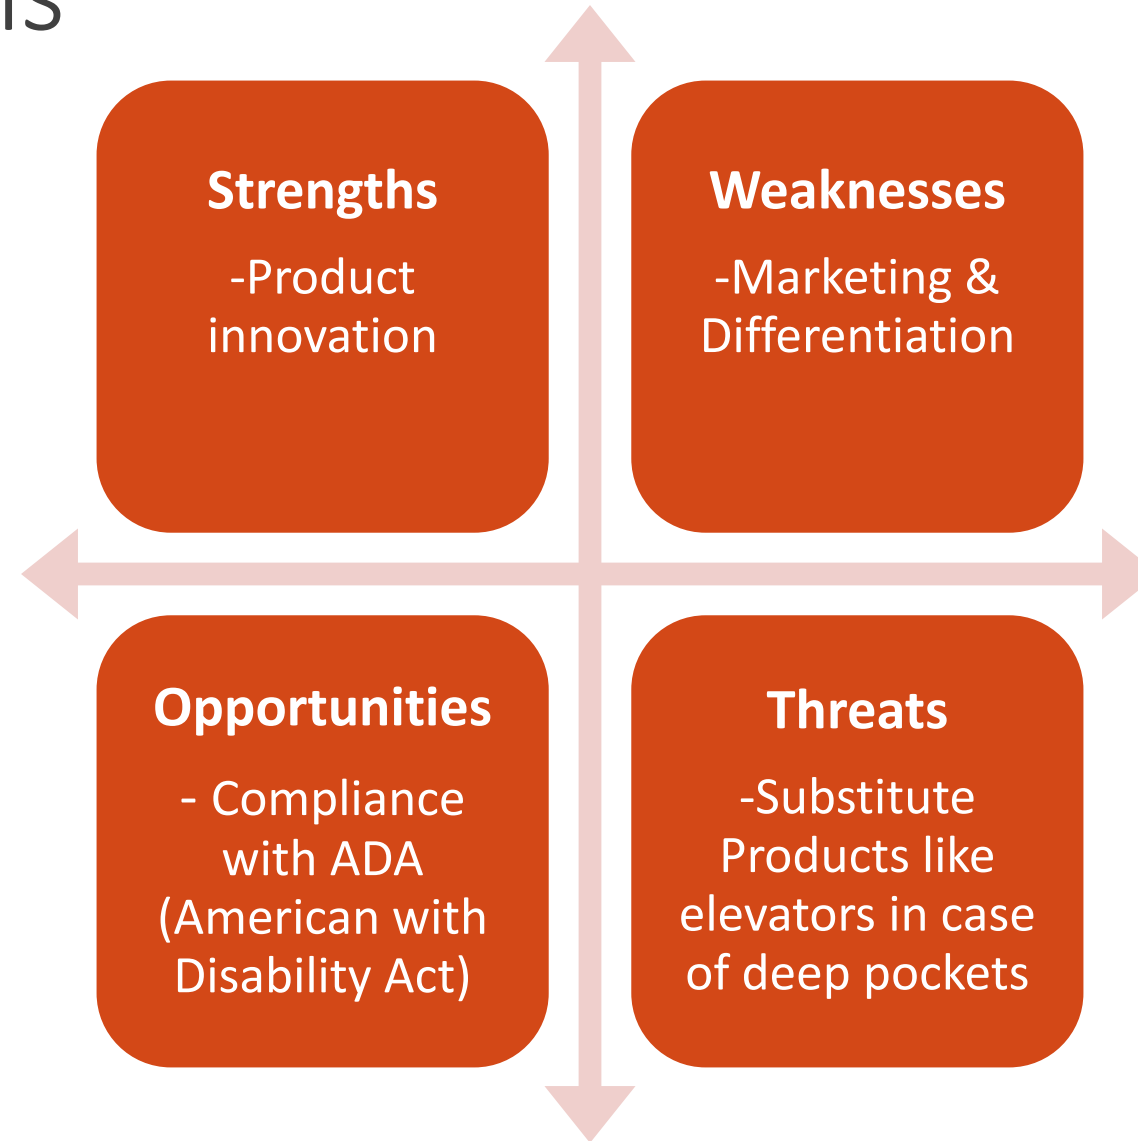 Strengths
-Product
innovation
Weaknesses
-Marketing &
Differentiation
Opportunities
- Compliance
with ADA
(American with
Disability Act)
Threats
-Substitute
Products like
elevators in case
of deep pockets